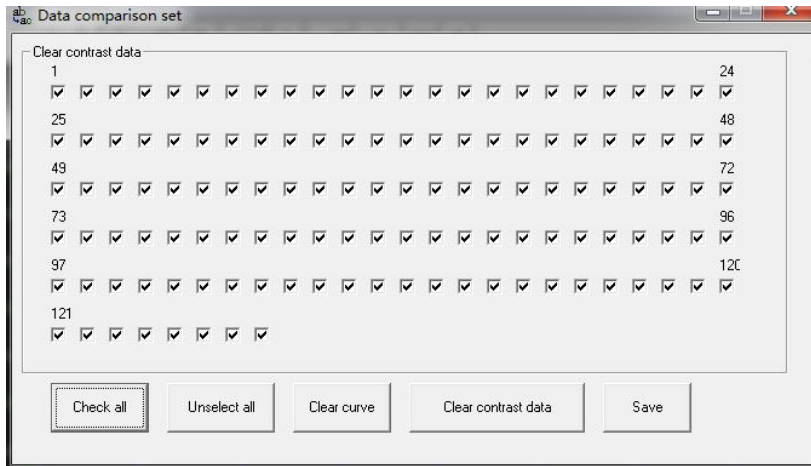 Data comparison set
Clear contrast data
1 24
25 48
49 72
73 96
97 120
121
Check all Unselect all Clear curve Clear contrast data Save